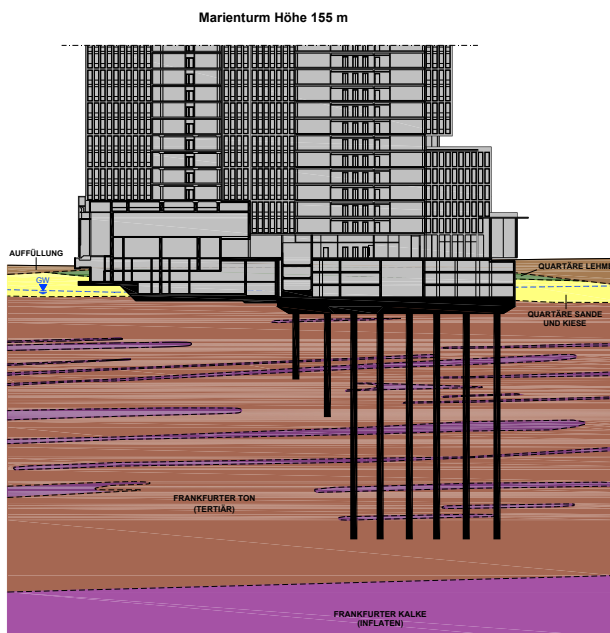 Marienturm Höhe 155 m
AUFFÜLLUNG
GW
QUARTÄRE LEHME
QUARTÄRE SANDE
UND KIESE
FRANKFURTER TON
(TERTIÄR)
FRANKFURTER KALKE
(INFLATEN)